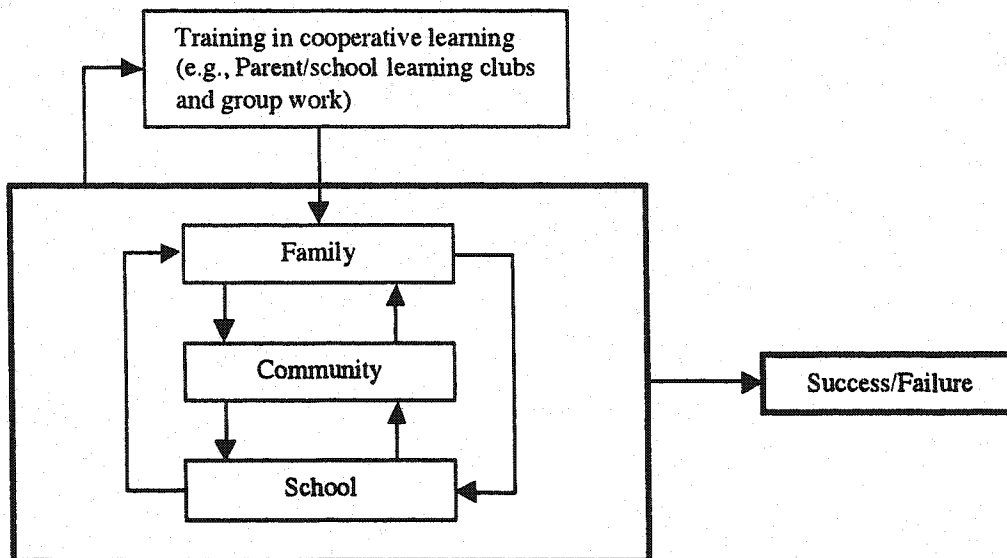 Training in cooperative learning
(e.g., Parent/school learning clubs
and group work)
Family
Community
School
Success/Failure